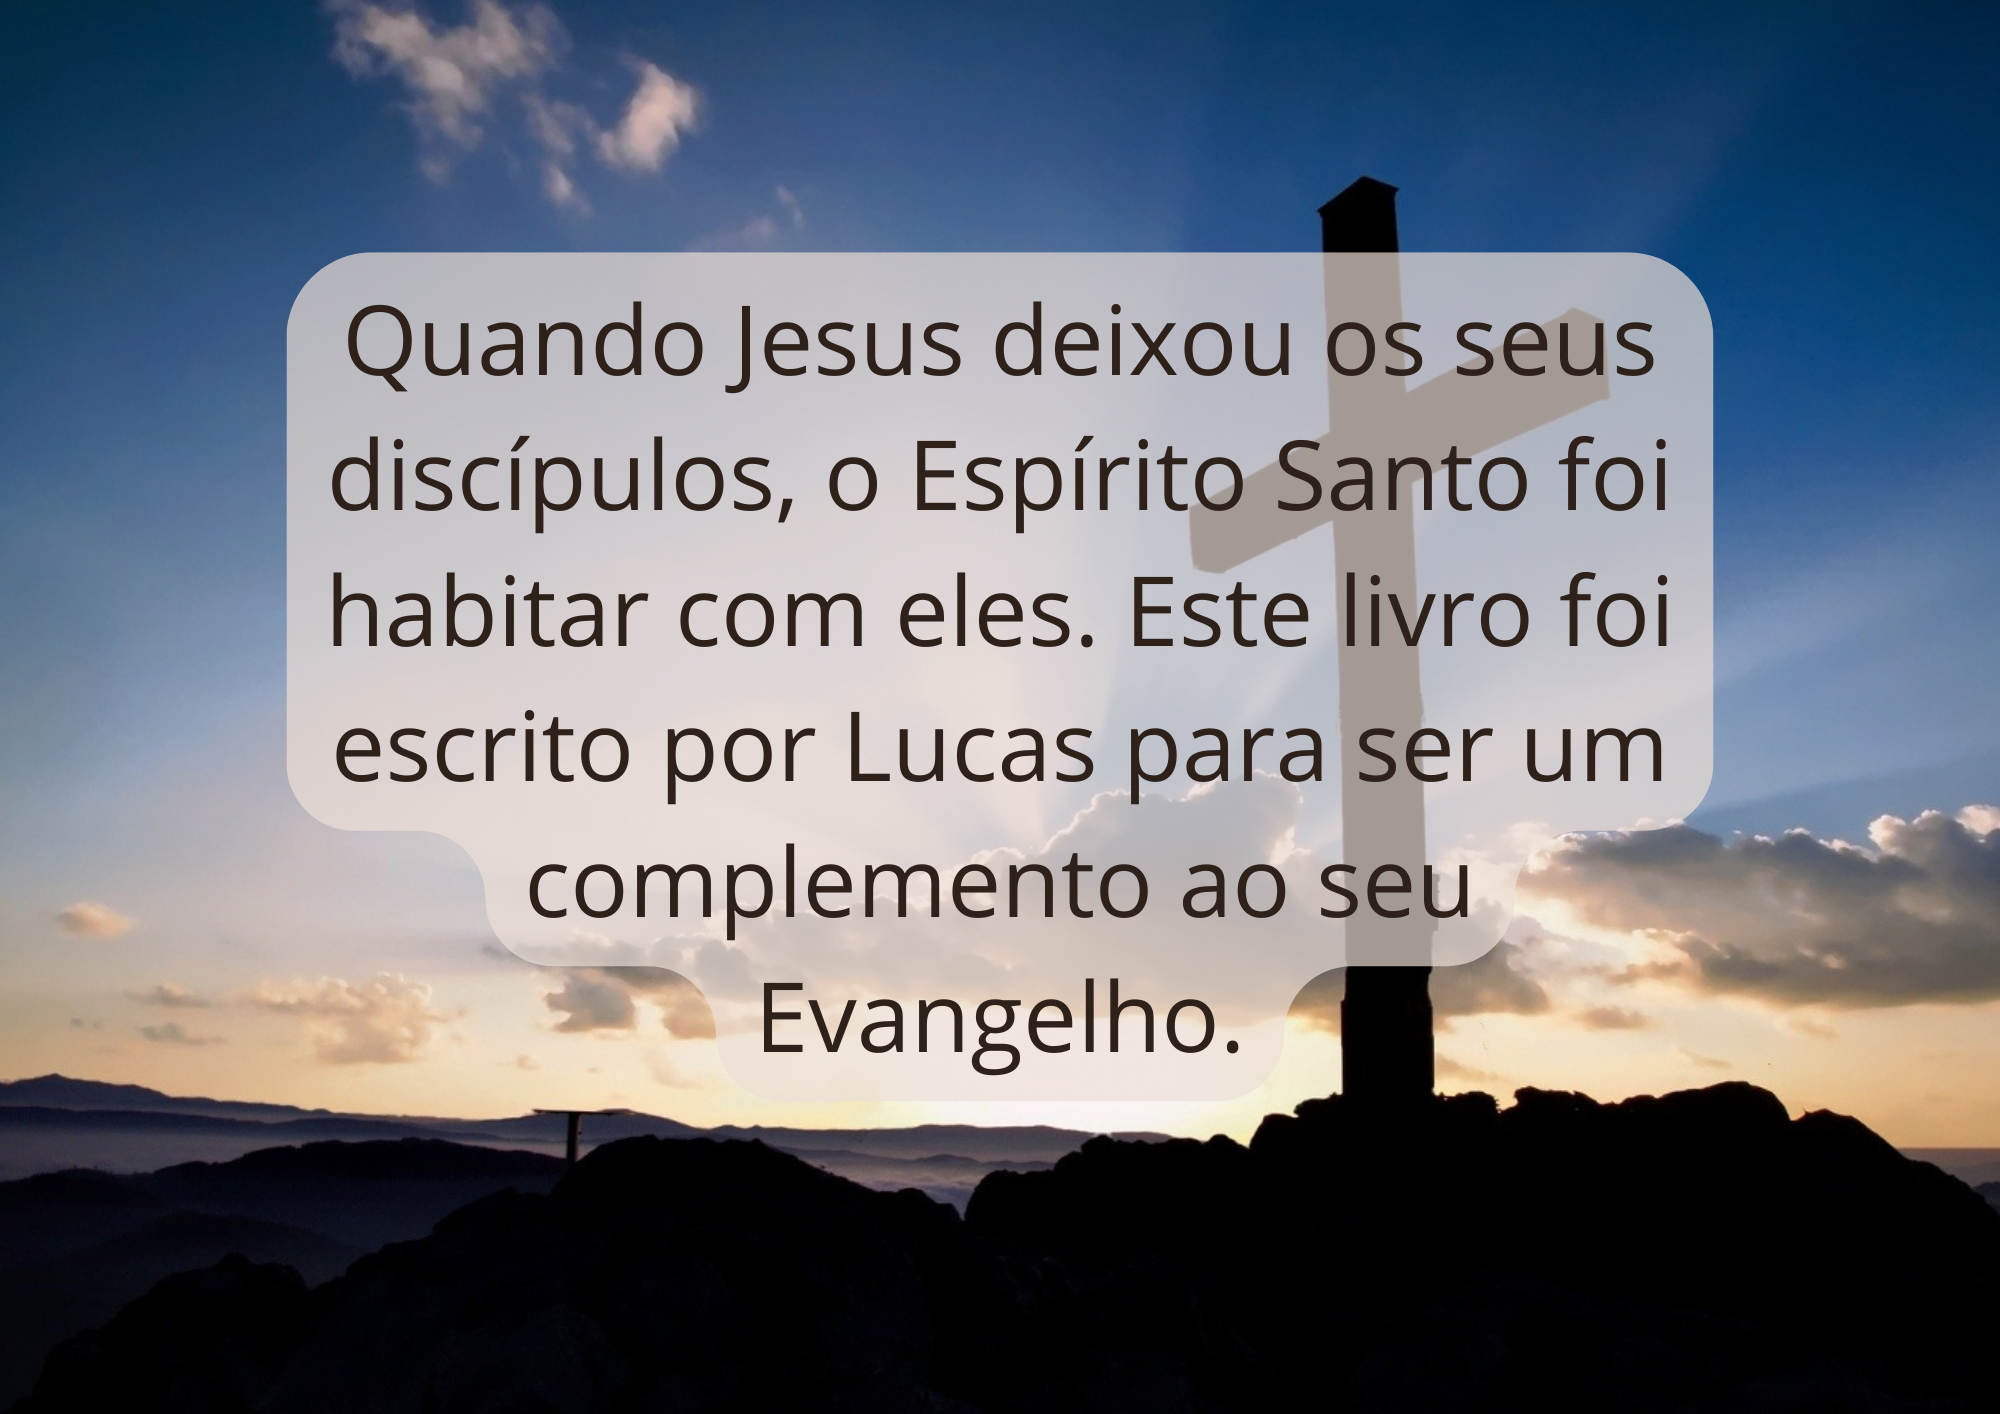 Quando Jesus deixou os seus
discípulos, o Espírito Santo foi
habitar com eles. Este livro foi
escrito por Lucas para ser um
complemento ao seu
Evangelho.